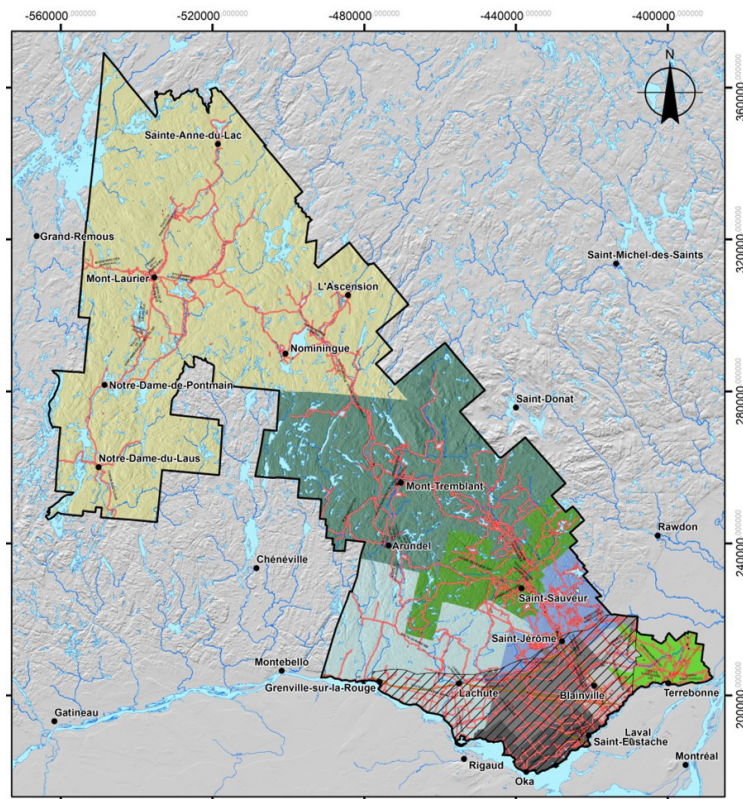 -560000 -520000 -480000 -440000 -400000
N
360000
Sainte-Anne-du-Lac
320000
Grand-Remous
Saint-Michel-des-Saints
Mont-Laurier
L'Ascension
Nominingue
280000
Notre-Dame-de-Pontmain
Saint-Donat
Notre-Dame-du-Laus
Mont-Tremblant
Rawdon
240000
Arundel
Chénéville
Saint-Sauveur
Saint-Jérôme
Montebello
Grenville-sur-la-Rouge
Lachute
Blainville
Terrebonne
200000
Gatineau
Laval
Saint-Eustache
Rigaud
Montréal
Oka